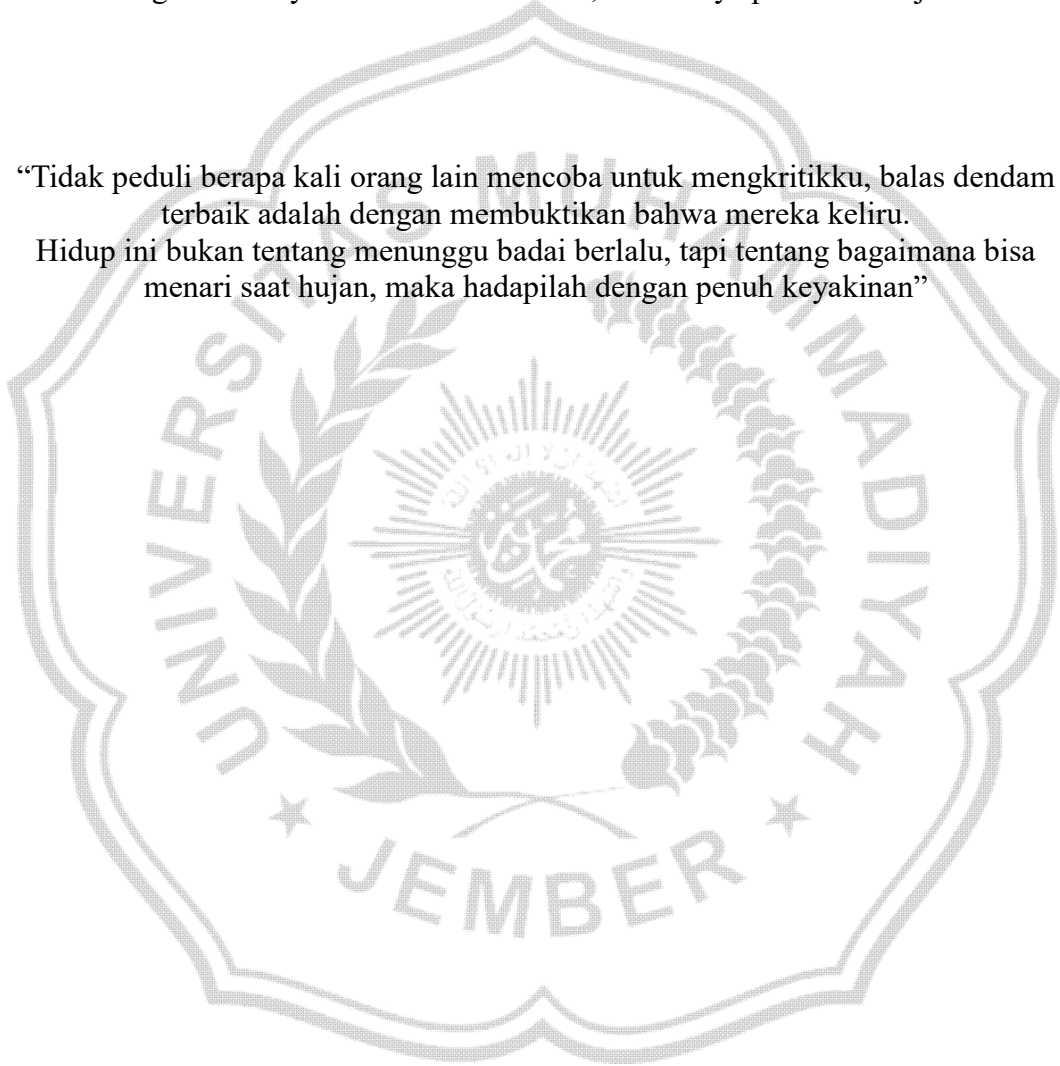 “Tidak peduli berapa kali orang lain mencoba untuk mengkritikku, balas dendam
terbaik adalah dengan membuktikan bahwa mereka keliru.
Hidup ini bukan tentang menunggu badai berlalu, tapi tentang bagaimana bisa
menari saat hujan, maka hadapilah dengan penuh keyakinan”
UNIVERSITAS MUHAMMADIYAH
JEMBER